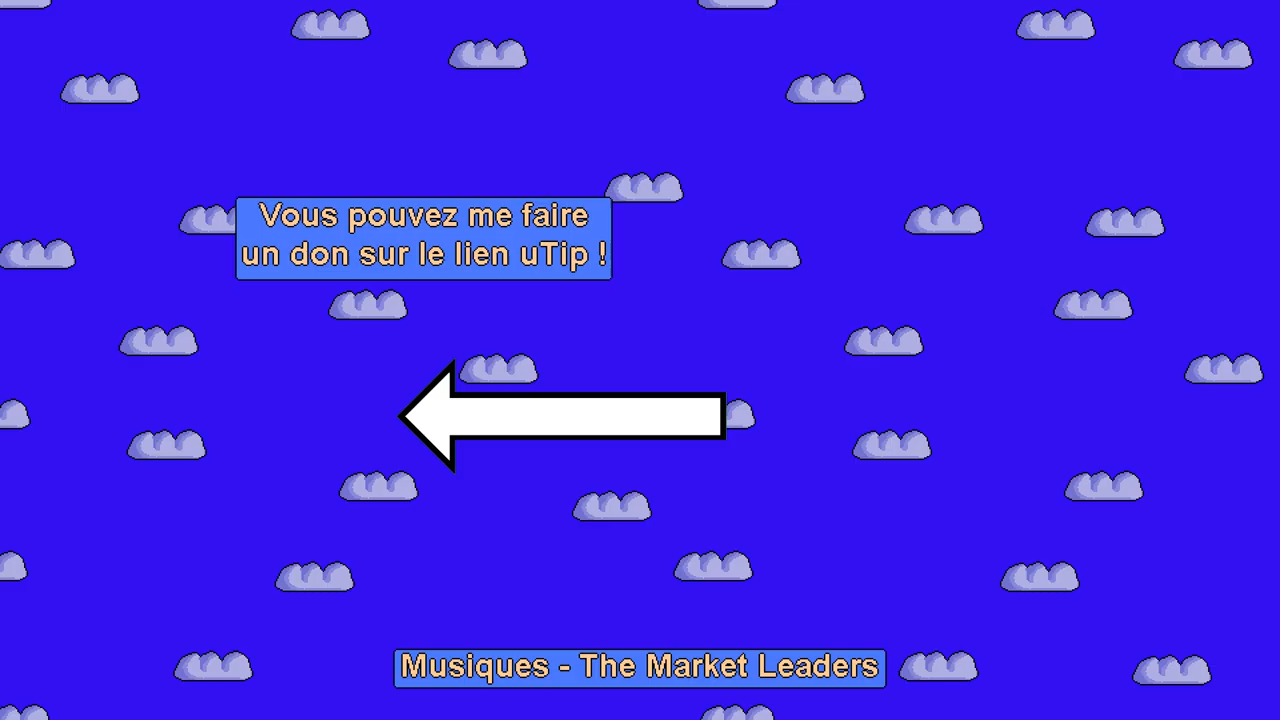 Vous pouvez me faire
un don sur le lien uTip !
Musiques - The Market Leaders